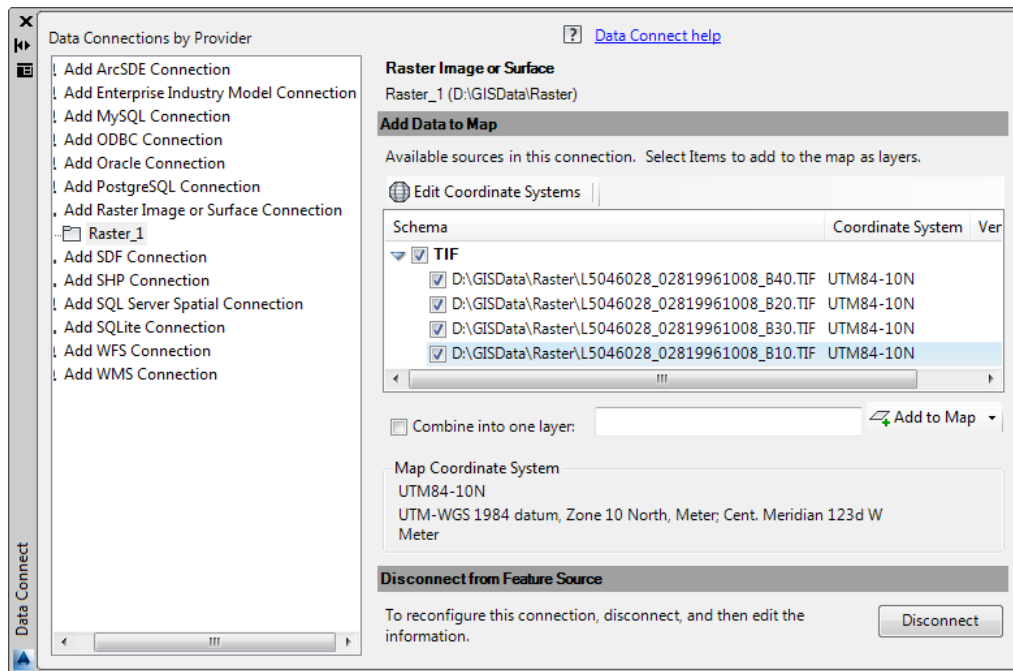 Data Connections by Provider
Add ArcSDE Connection
Add Enterprise Industry Model Connection
Add MySQL Connection
Add ODBC Connection
Add Oracle Connection
Add PostgreSQL Connection
Add Raster Image or Surface Connection
Raster_1
Add SDF Connection
Add SHP Connection
Add SQL Server Spatial Connection
Add SQLite Connection
Add WFS Connection
Add WMS Connection
Data Connect
? Data Connect help
Raster Image or Surface
Raster_1 (D:\GISData\Raster)
Add Data to Map
Available sources in this connection. Select Items to add to the map as layers.
Edit Coordinate Systems
Schema Coordinate System Ver
TIF
D:\GISData\Raster\L5046028_02819961008_B40.TIF UTM84-10N
D:\GISData\Raster\L5046028_02819961008_B20.TIF UTM84-10N
D:\GISData\Raster\L5046028_02819961008_B30.TIF UTM84-10N
D:\GISData\Raster\L5046028_02819961008_B10.TIF UTM84-10N
Combine into one layer: Add to Map
Map Coordinate System
UTM84-10N
UTM-WGS 1984 datum, Zone 10 North, Meter; Cent. Meridian 123d W
Meter
Disconnect from Feature Source
To reconfigure this connection, disconnect, and then edit the
information.
Disconnect